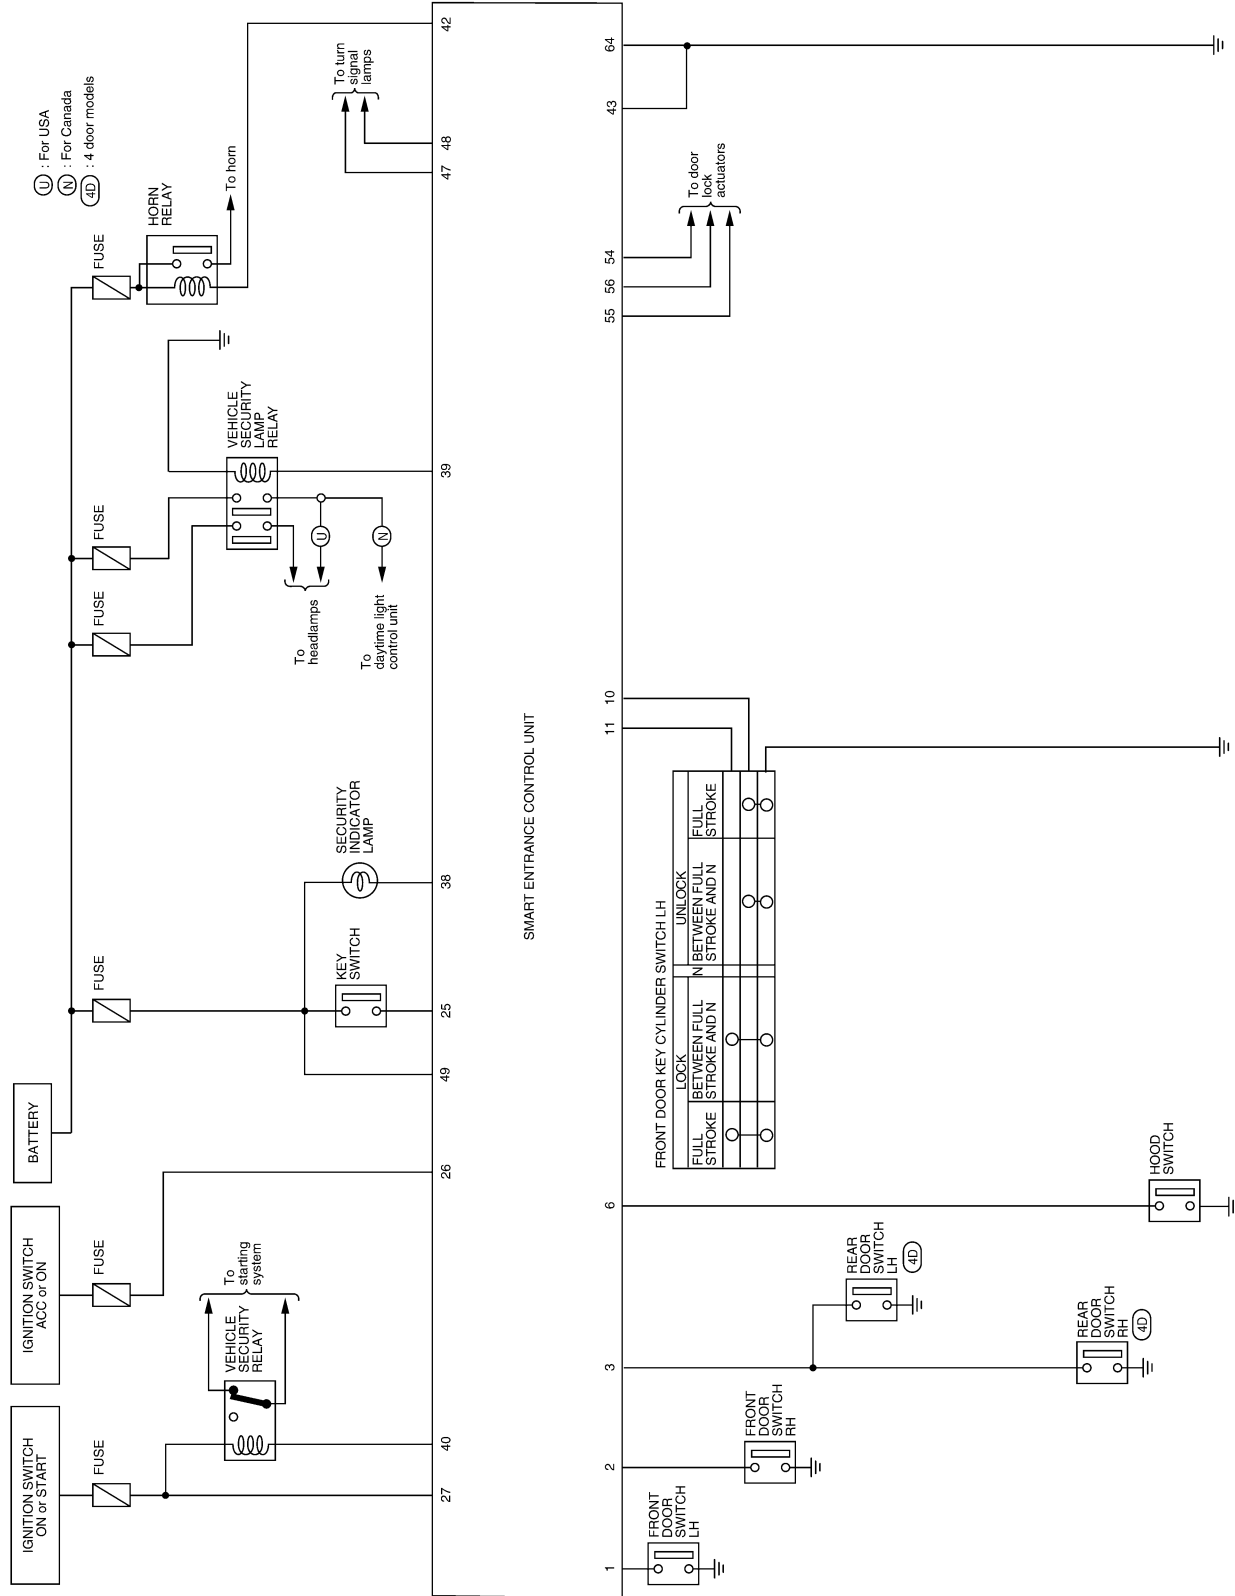 IGNITION SWITCH
ON or START
IGNITION SWITCH
ACC or ON
BATTERY
U : For USA
N : For Canada
4D : 4 door models
FUSE
FUSE
FUSE
FUSE
FUSE
FUSE
VEHICLE
SECURITY
RELAY
To
starting
system
KEY
SWITCH
SECURITY
INDICATOR
LAMP
To
headlamps
To
daytime light
control unit
U
N
VEHICLE
SECURITY
LAMP
RELAY
HORN
RELAY
To horn
To turn
signal
lamps
27
40
26
49
25
38
39
47
48
42
SMART ENTRANCE CONTROL UNIT
1
2
3
6
11
10
55
56
54
43
64
FRONT
DOOR
SWITCH
LH
FRONT
DOOR
SWITCH
RH
REAR
DOOR
SWITCH
LH
4D
REAR
DOOR
SWITCH
RH
4D
HOOD
SWITCH
FRONT DOOR KEY CYLINDER SWITCH LH
LOCK
N
UNLOCK
FULL
STROKE
BETWEEN FULL
STROKE AND N
BETWEEN FULL
STROKE AND N
FULL
STROKE
To door
lock
actuators